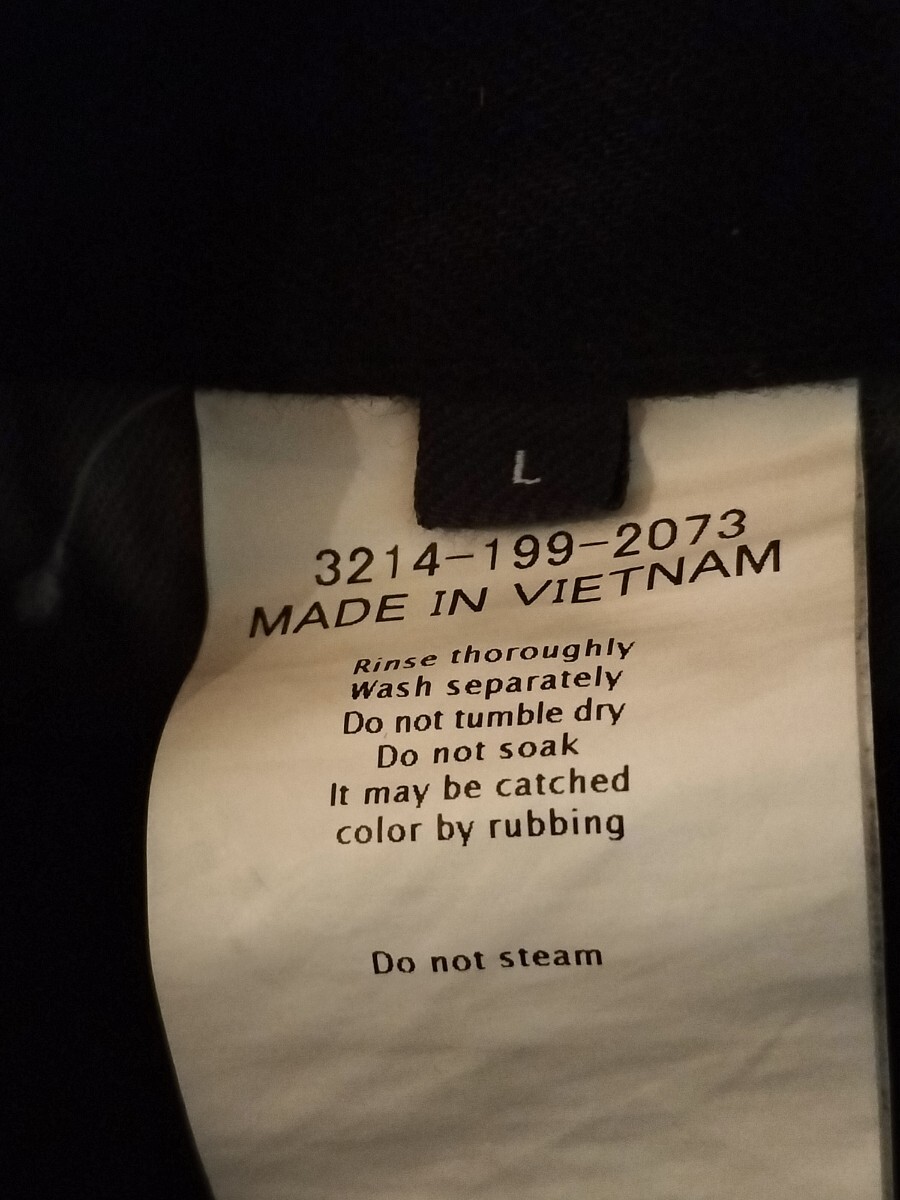 L
3214-199-2073
MADE IN VIETNAM
Rinse thoroughly
Wash separately
Do not tumble dry
Do not soak
It may be catched
color by rubbing
Do not steam